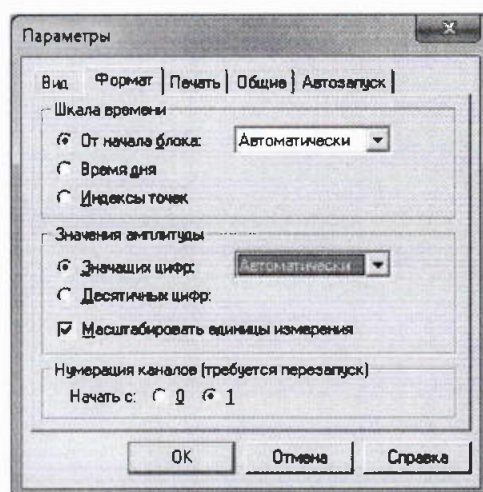 Параметры
Вид Формат Печать Общие Автозапуск
Шкала времени
От начала блока: Автоматически
Время дня
Индексы точек
Значения амплитуды
Значащих цифр: Автоматически
Десятичных цифр:
Масштабировать единицы измерения
Нумерация каналов (требуется перезапуск)
Начать с: 0 1
OK Отмена Справка